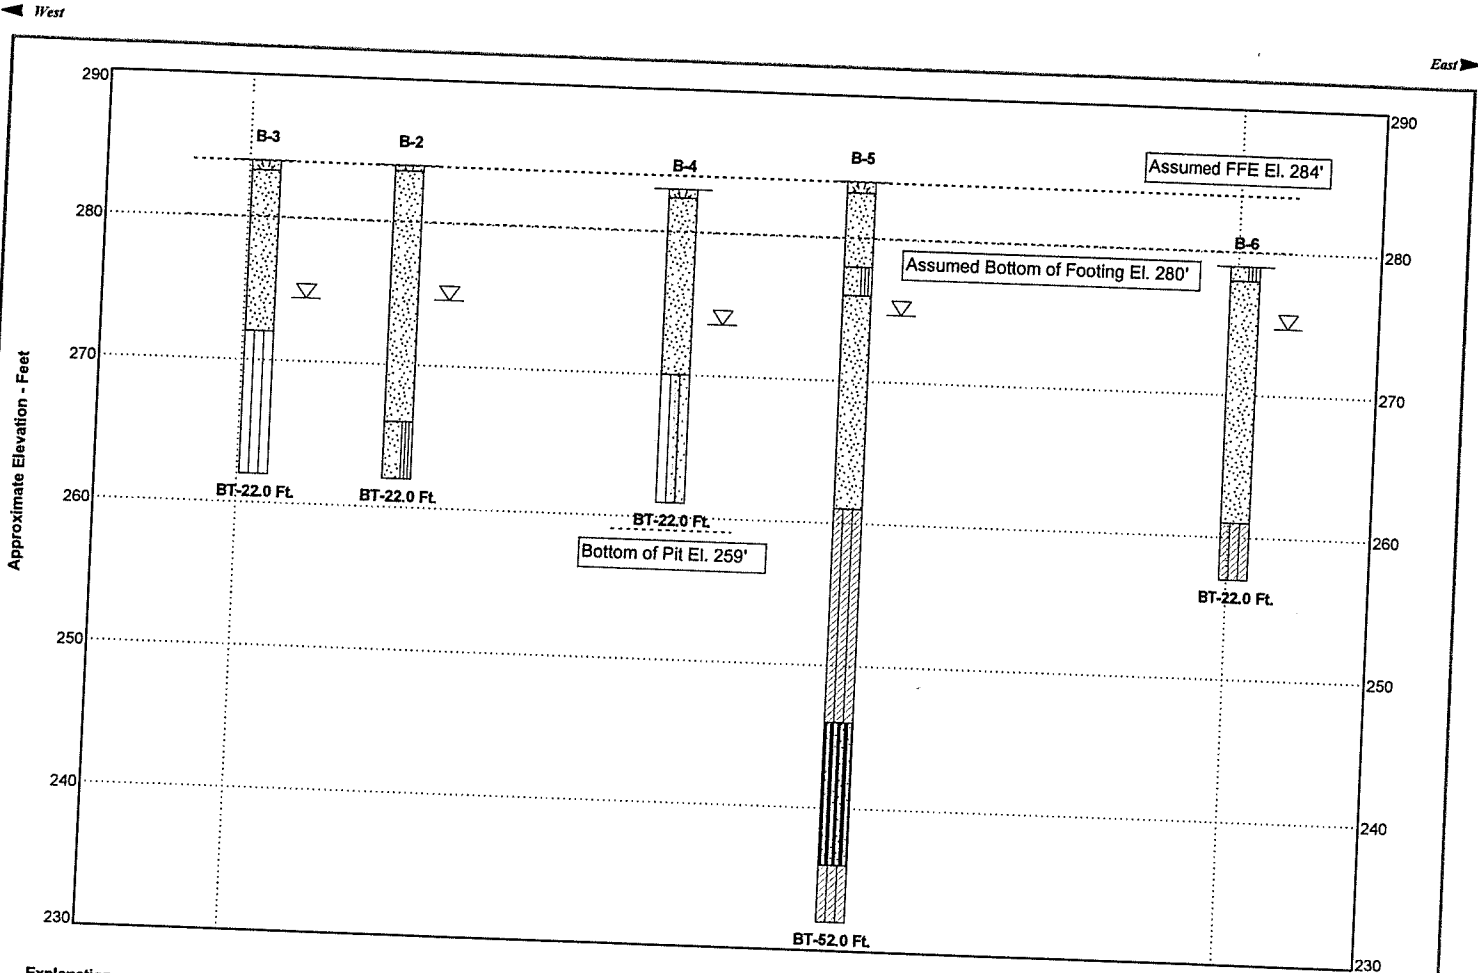 West
East
290
290
B-3
B-2
B-4
B-5
Assumed FFE El. 284'
280
B-6
280
Assumed Bottom of Footing El. 280'
270
270
Approximate Elevation - Feet
BT-22.0 Ft.
BT-22.0 Ft.
260
BT-22.0 Ft.
260
Bottom of Pit El. 259'
BT-22.0 Ft.
250
250
240
240
230
BT-52.0 Ft.
230